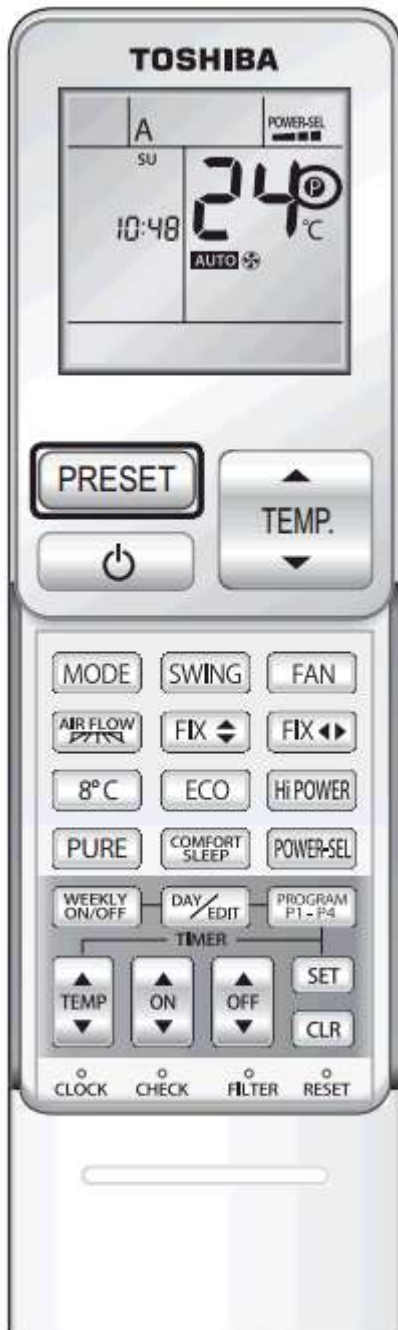 TOSHIBA
A POWER-SEL
SU
24 P
10:48 °C
AUTO
PRESET
TEMP.
MODE SWING FAN
AIR FLOW FIX FIX
8°C ECO Hi POWER
PURE COMFORT SLEEP POWER-SEL
WEEKLY ON/OFF DAY/EDIT PROGRAM P1-P4
TIMER
TEMP ON OFF SET
CLR
CLOCK CHECK FILTER RESET